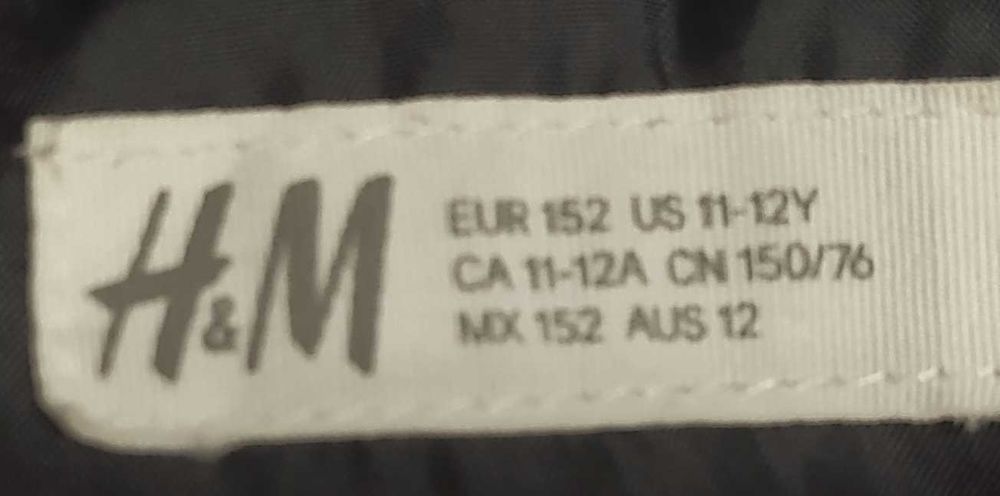 H&M
EUR 152 US 11-12Y
CA 11-12A CN 150/76
MX 152 AUS 12